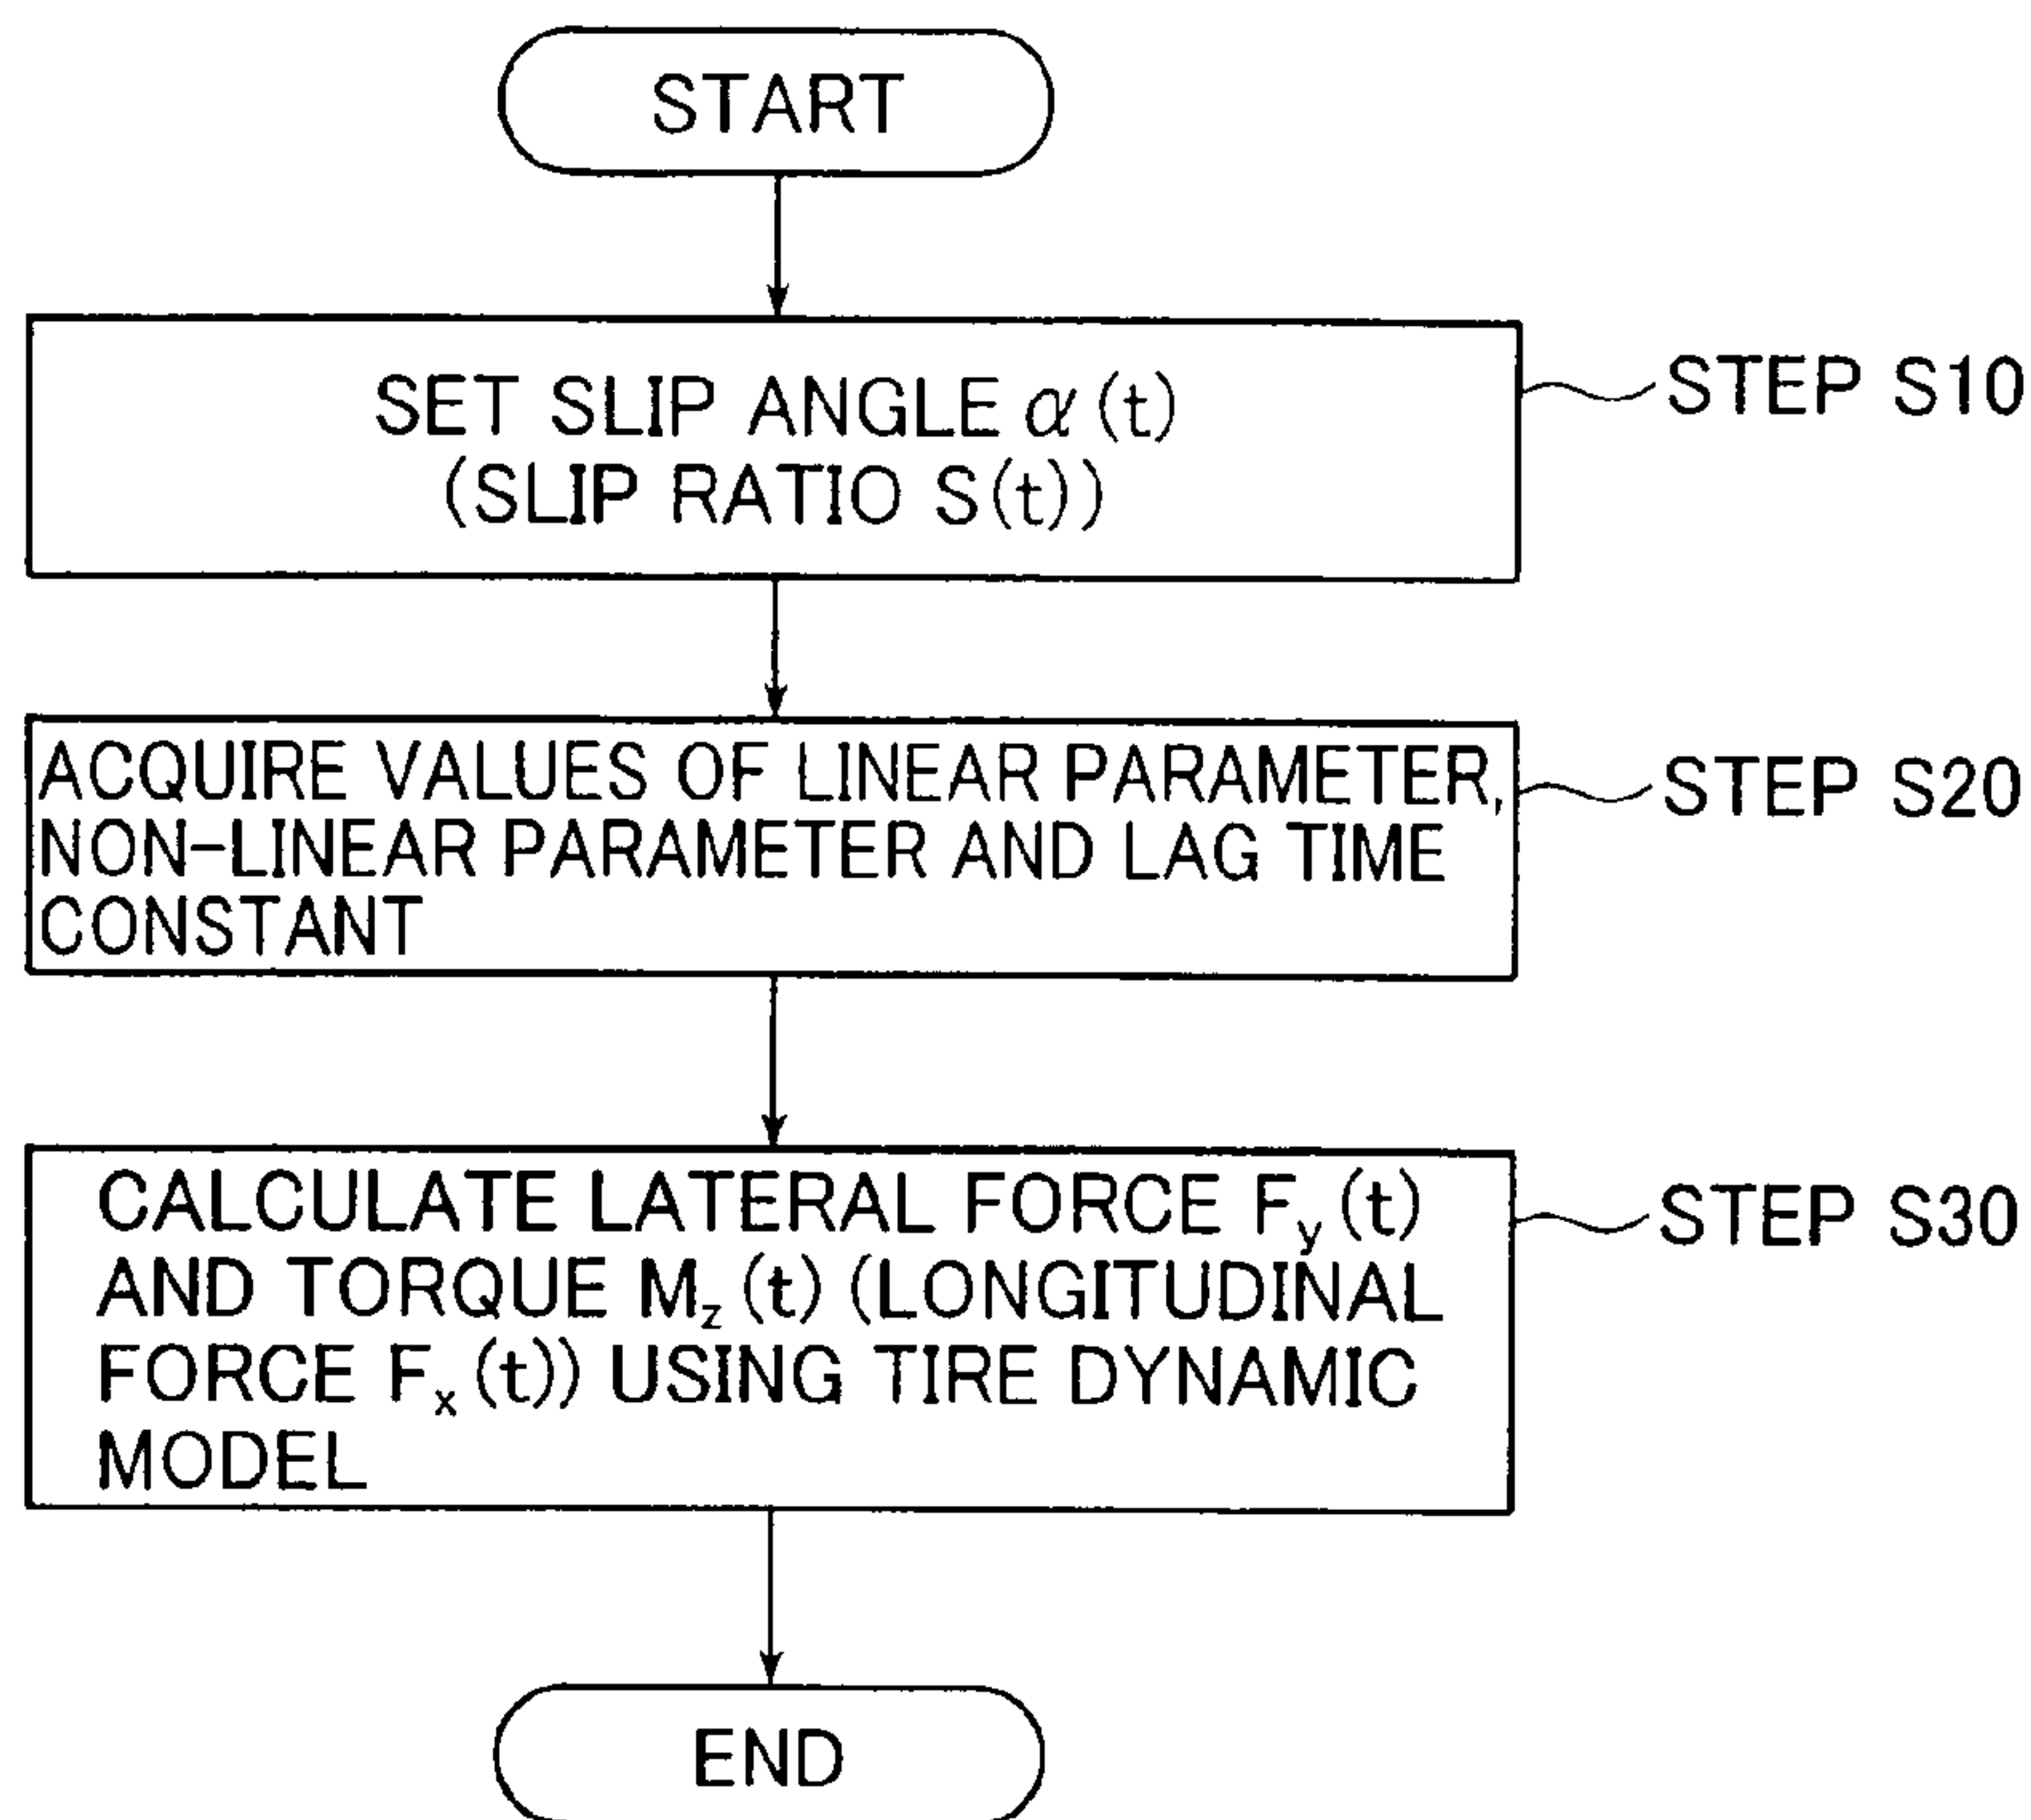 START
SET SLIP ANGLE α(t)
(SLIP RATIO S(t))
STEP S10
ACQUIRE VALUES OF LINEAR PARAMETER,
NON-LINEAR PARAMETER AND LAG TIME
CONSTANT
STEP S20
CALCULATE LATERAL FORCE Fy(t)
AND TORQUE Mz(t) (LONGITUDINAL
FORCE Fx(t)) USING TIRE DYNAMIC
MODEL
STEP S30
END